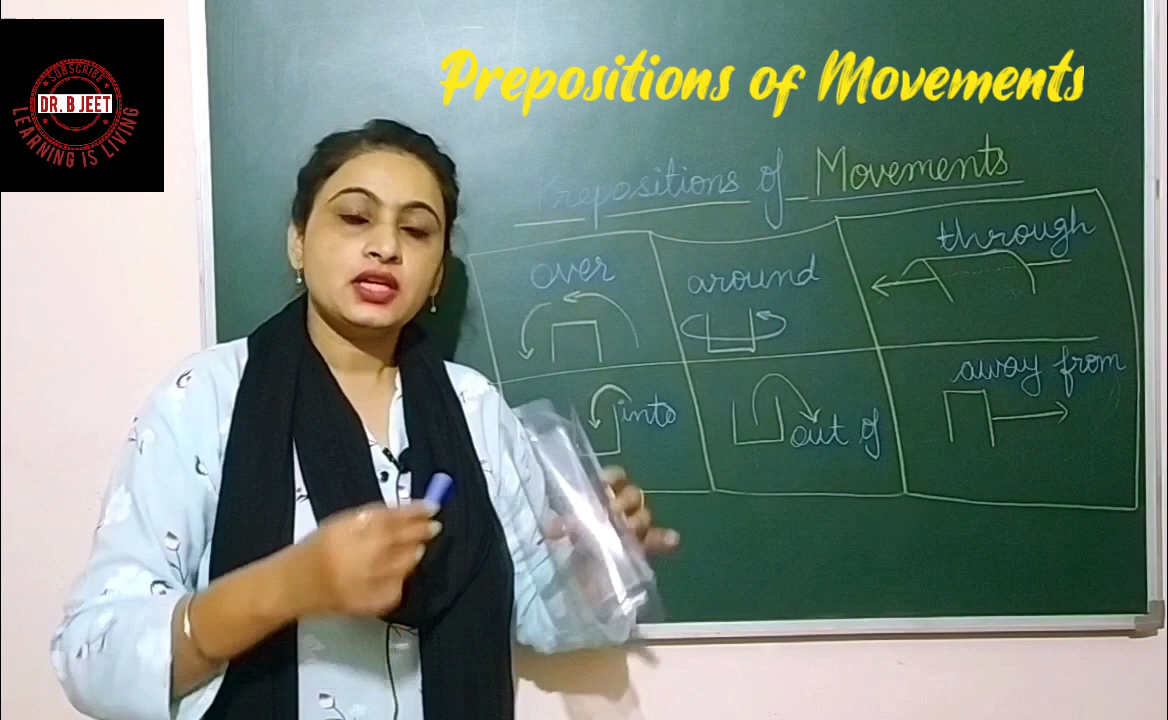 Prepositions of Movements
SUBSCRIBE
DR. B JEET
LEARNING IS LIVING
Prepositions of Movements
over
around
through
into
out of
away from